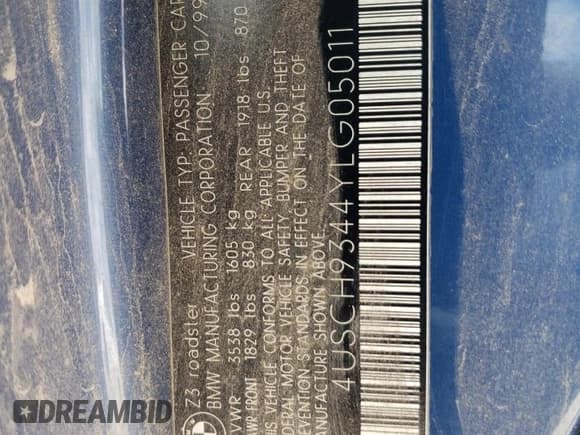 Z3 roadster VEHICLE TYP: PASSENGER CAR
BMW MANUFACTURING CORPORATION 10/99
VWR 3538 lbs 1605 kg
FRONT 1829 lbs 830 kg REAR 1918 lbs 870
THIS VEHICLE CONFORMS TO ALL APPLICABLE U.S.
FEDERAL MOTOR VEHICLE SAFETY, BUMPER AND THEFT
PREVENTION STANDARDS IN EFFECT ON THE DATE OF
MANUFACTURE SHOWN ABOVE.
4USCH9344YLG05011
DREAMBID